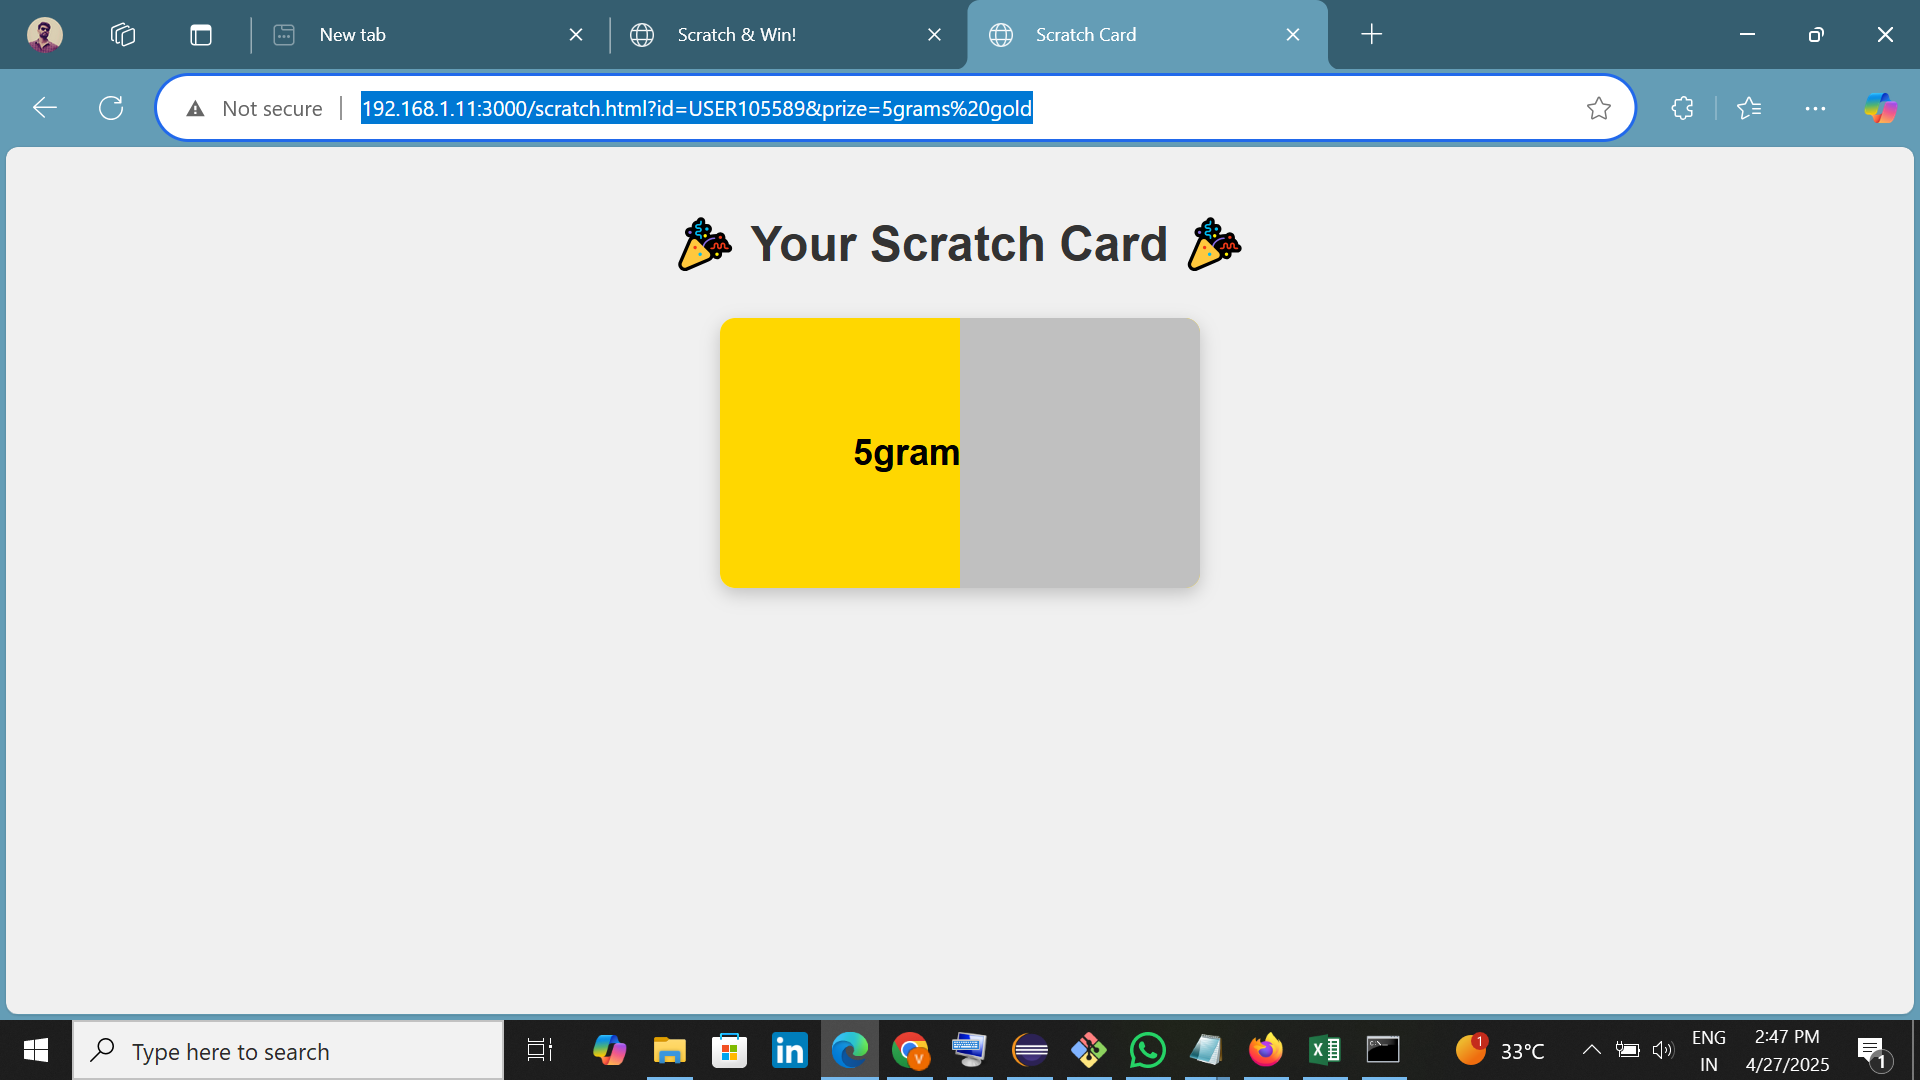 New tab
Scratch & Win!
Scratch Card
Not secure
192.168.1.11:3000/scratch.html?id=USER105589&prize=5grams%20gold
🎉 Your Scratch Card 🎉
5gram
Type here to search
V
1
33°C
ENG
IN
2:47 PM
4/27/2025
1